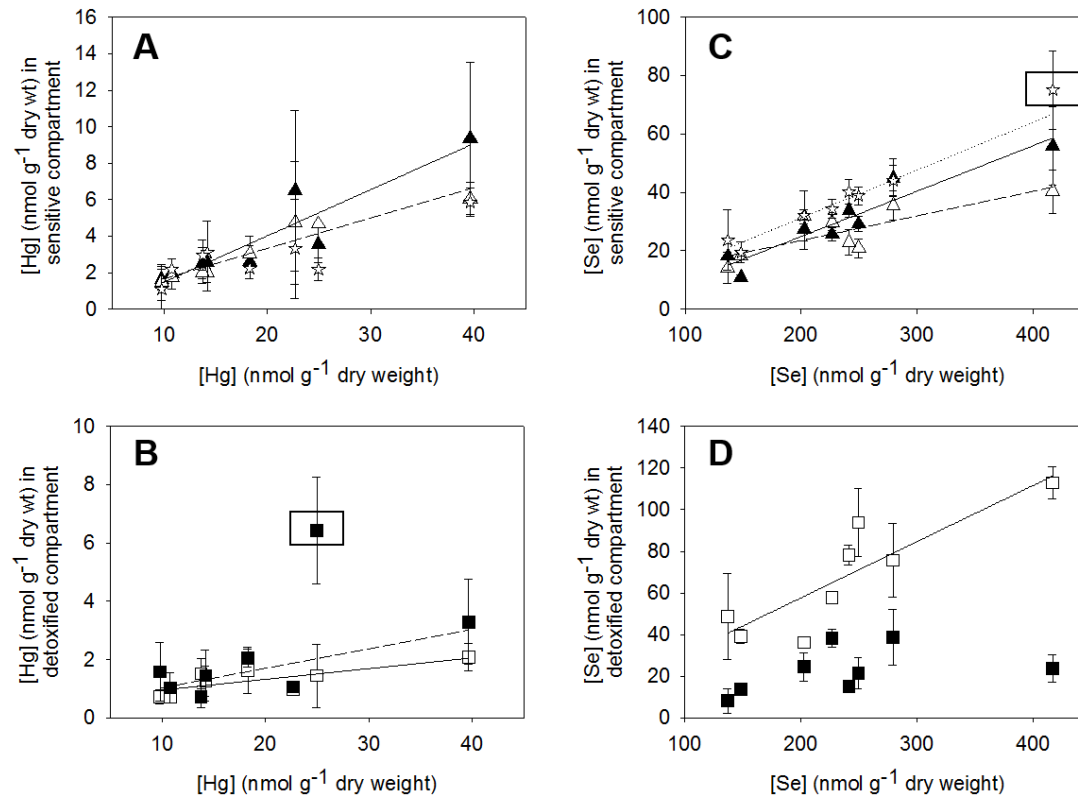 A
[Hg] (nmol g-1 dry wt) in
sensitive compartment
16
14
12
10
8
6
4
2
0
10
20
30
40
[Hg] (nmol g-1 dry weight)
C
[Se] (nmol g-1 dry wt) in
sensitive compartment
100
80
60
40
20
0
100
200
300
400
[Se] (nmol g-1 dry weight)
B
[Hg] (nmol g-1 dry wt) in
detoxified compartment
10
8
6
4
2
0
10
20
30
40
[Hg] (nmol g-1 dry weight)
D
[Se] (nmol g-1 dry wt) in
detoxified compartment
140
120
100
80
60
40
20
0
100
200
300
400
[Se] (nmol g-1 dry weight)